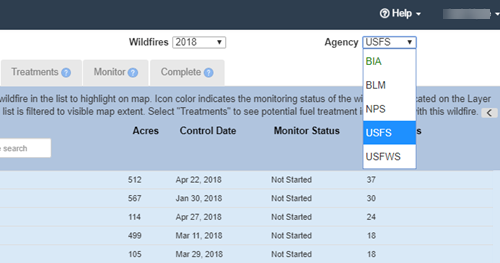 Help
Wildfires 2018 Agency USFS
Treatments Monitor Complete
BIA
BLM
NPS
USFS
USFWS
wildfire in the list to highlight on map. Icon color indicates the monitoring status of the wi cated on the Layer
list is filtered to visible map extent. Select "Treatments" to see potential fuel treatment i with this wildfire.
Acres Control Date Monitor Status s
search
512 Apr 22, 2018 Not Started 37
567 Jan 30, 2018 Not Started 30
114 Apr 27, 2018 Not Started 24
499 Mar 11, 2018 Not Started 18
105 Mar 29, 2018 Not Started 18